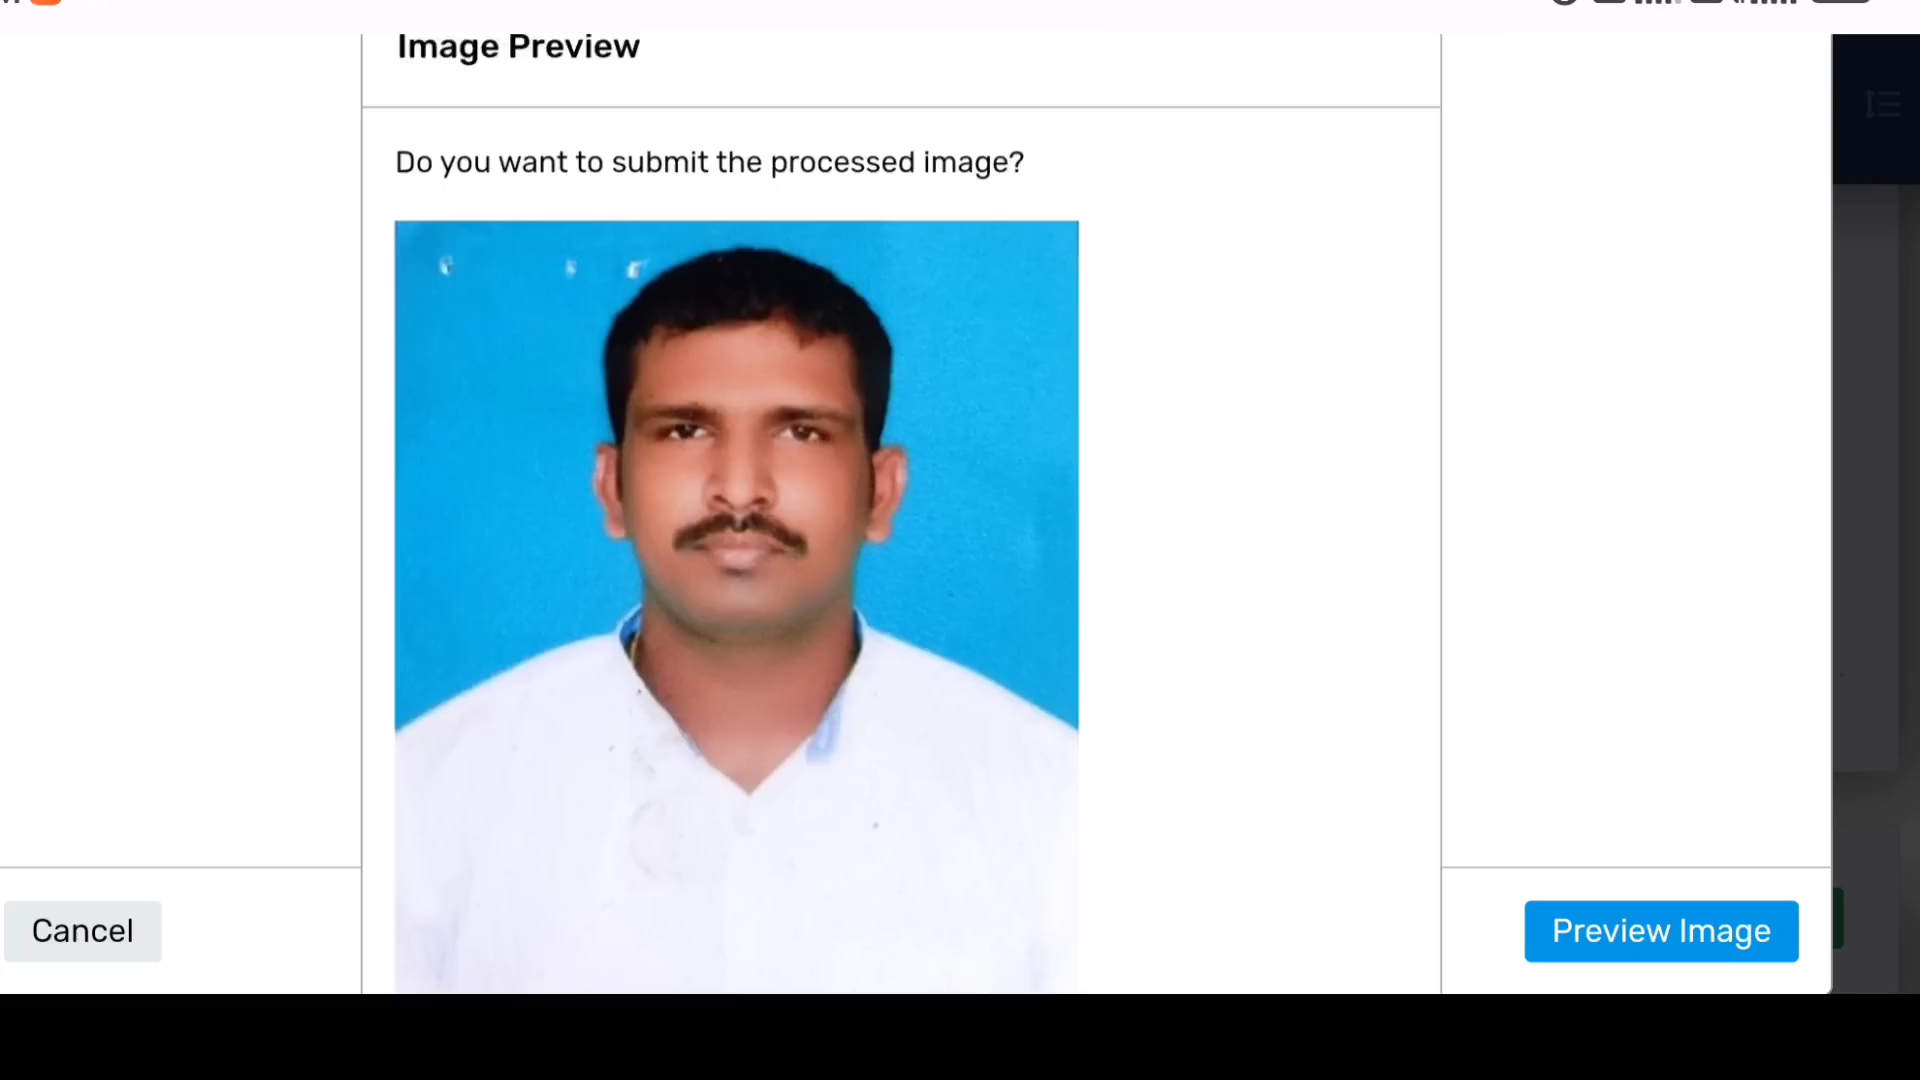 Image Preview
Do you want to submit the processed image?
Cancel
Preview Image